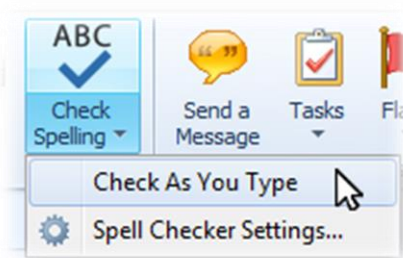 ABC
Check
Spelling
Send a
Message
Tasks
Check As You Type
Spell Checker Settings...